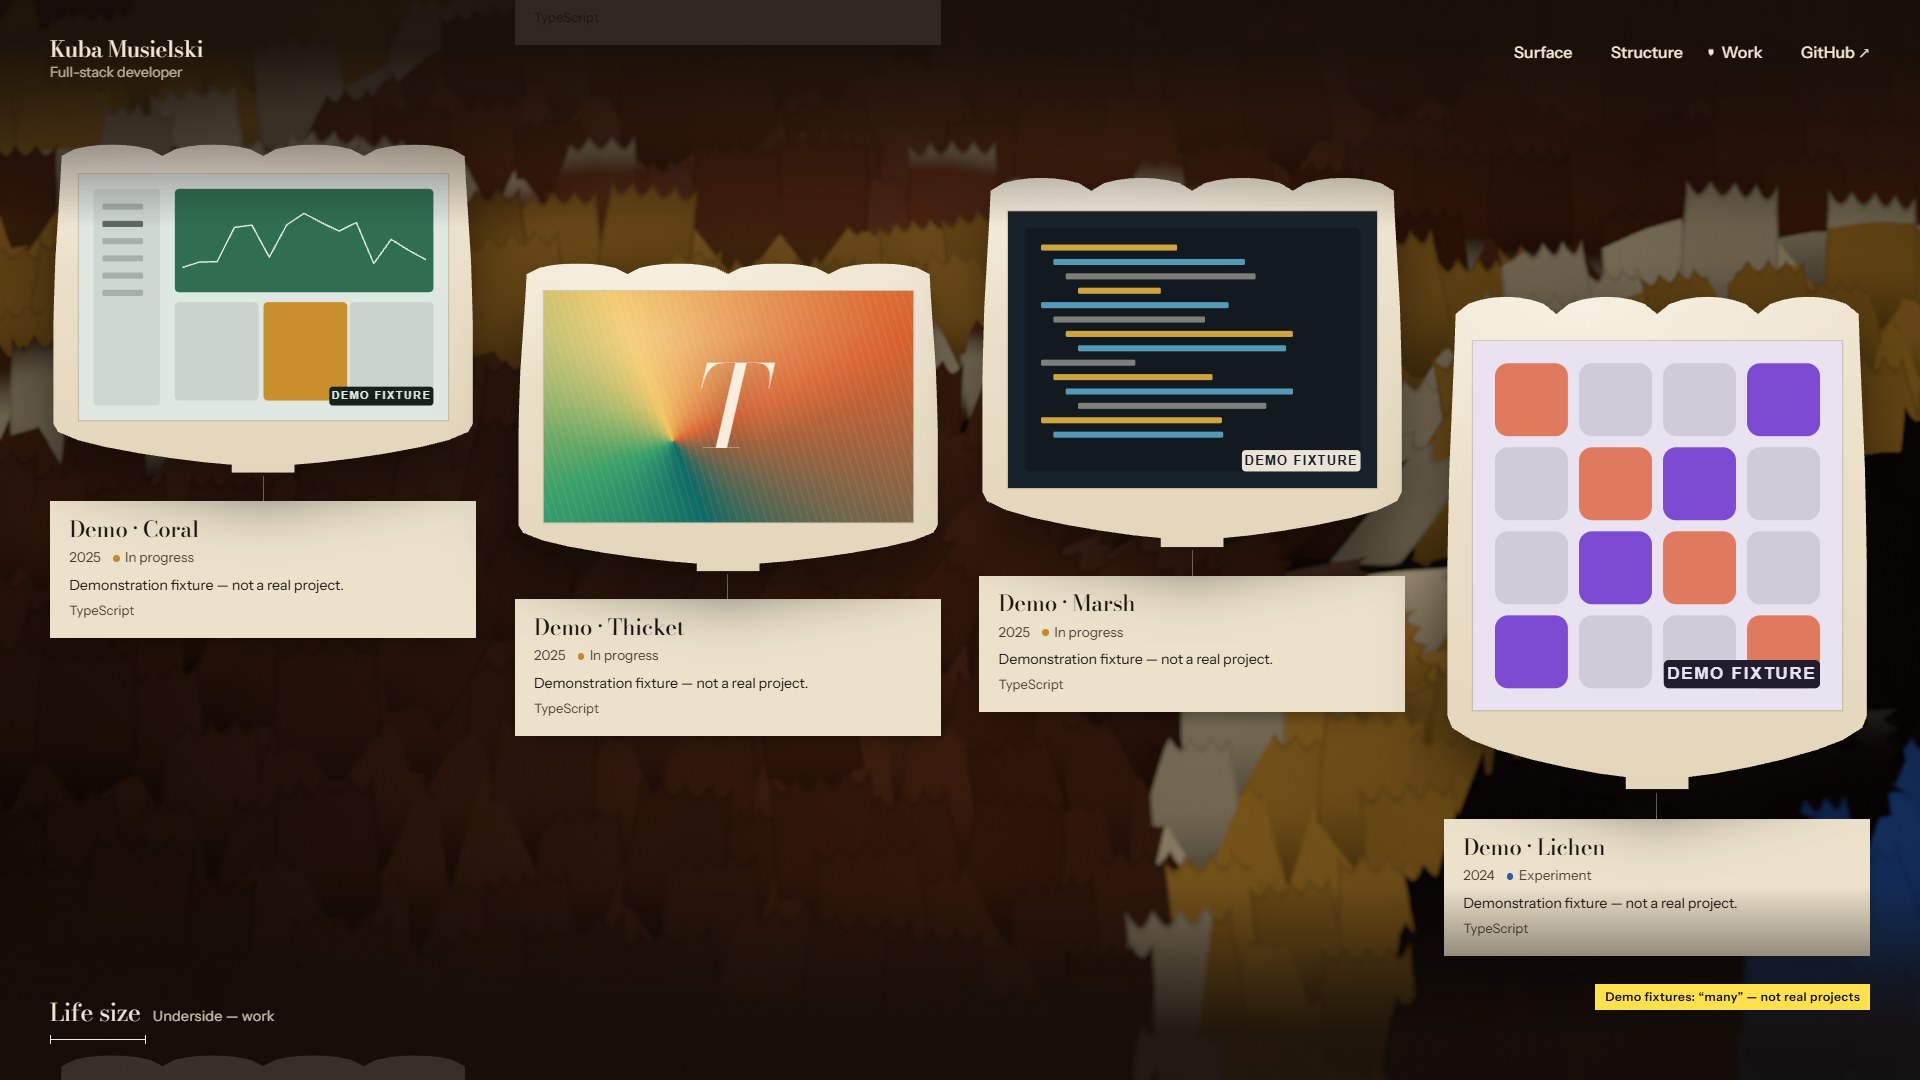 TypeScript
Kuba Musielski
Full-stack developer
Surface
Structure
Work
GitHub ↗
DEMO FIXTURE
Demo · Coral
2025 In progress
Demonstration fixture — not a real project.
TypeScript
T
Demo · Thicket
2025 In progress
Demonstration fixture — not a real project.
TypeScript
DEMO FIXTURE
Demo · Marsh
2025 In progress
Demonstration fixture — not a real project.
TypeScript
DEMO FIXTURE
Demo · Lichen
2024 Experiment
Demonstration fixture — not a real project.
TypeScript
Demo fixtures: “many” — not real projects
Life size Underside — work